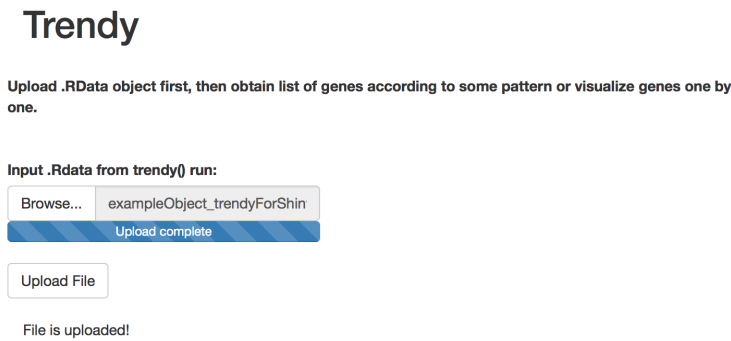 Trendy
Upload .RData object first, then obtain list of genes according to some pattern or visualize genes one by
one.
Input .Rdata from trendy() run:
Browse... exampleObject_trendyForShin
Upload complete
Upload File
File is uploaded!